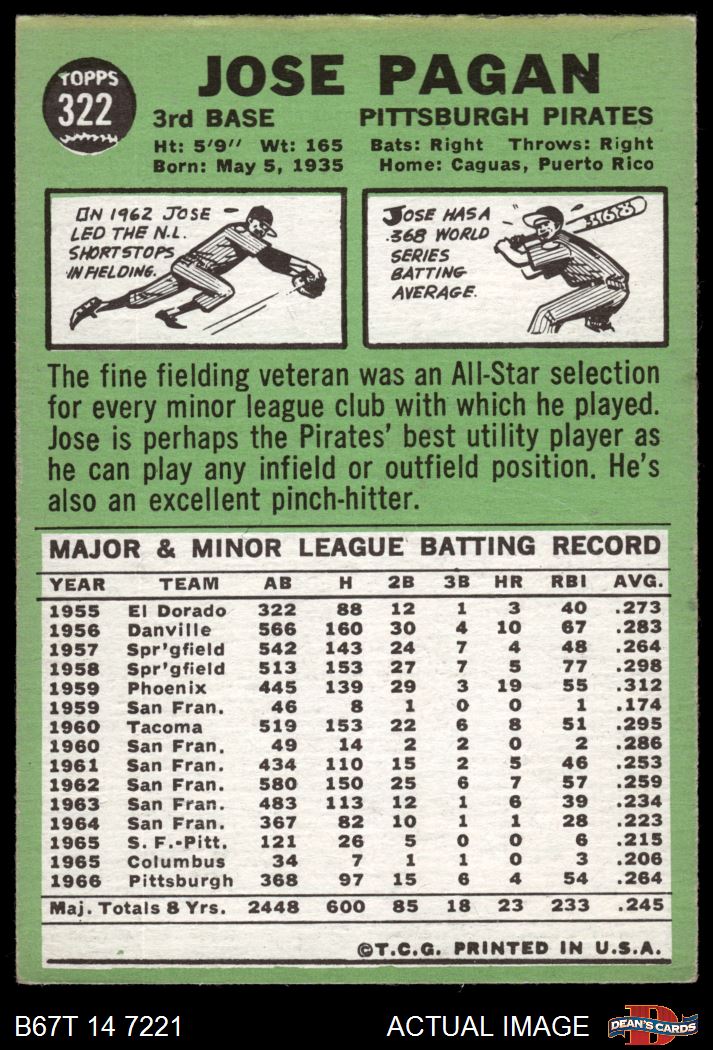 TOPPS
322
JOSE PAGAN
3rd BASE PITTSBURGH PIRATES
Ht: 5'9" Wt: 165 Bats: Right Throws: Right
Born: May 5, 1935 Home: Caguas, Puerto Rico
IN 1962 JOSE
LED THE N.L.
SHORTSTOPS
IN FIELDING.
JOSE HAS A
.368 WORLD
SERIES
BATTING
AVERAGE.
.368
The fine fielding veteran was an All-Star selection
for every minor league club with which he played.
Jose is perhaps the Pirates' best utility player as
he can play any infield or outfield position. He's
also an excellent pinch-hitter.
MAJOR & MINOR LEAGUE BATTING RECORD
YEAR TEAM AB H 2B 3B HR RBI AVG.
1955 El Dorado 322 88 12 1 3 40 .273
1956 Danville 566 160 30 4 10 67 .283
1957 Spr'gfield 542 143 24 7 4 48 .264
1958 Spr'gfield 513 153 27 7 5 77 .298
1959 Phoenix 445 139 29 3 19 55 .312
1959 San Fran. 46 8 1 0 0 1 .174
1960 Tacoma 519 153 22 6 8 51 .295
1960 San Fran. 49 14 2 2 0 2 .286
1961 San Fran. 434 110 15 2 5 46 .253
1962 San Fran. 580 150 25 6 7 57 .259
1963 San Fran. 483 113 12 1 6 39 .234
1964 San Fran. 367 82 10 1 1 28 .223
1965 S. F.-Pitt. 121 26 5 0 0 6 .215
1965 Columbus 34 7 1 1 0 3 .206
1966 Pittsburgh 368 97 15 6 4 54 .264
Maj. Totals 8 Yrs. 2448 600 85 18 23 233 .245
©T.C.G. PRINTED IN U.S.A.
B67T 14 7221 ACTUAL IMAGE
D
DEAN'S CARDS